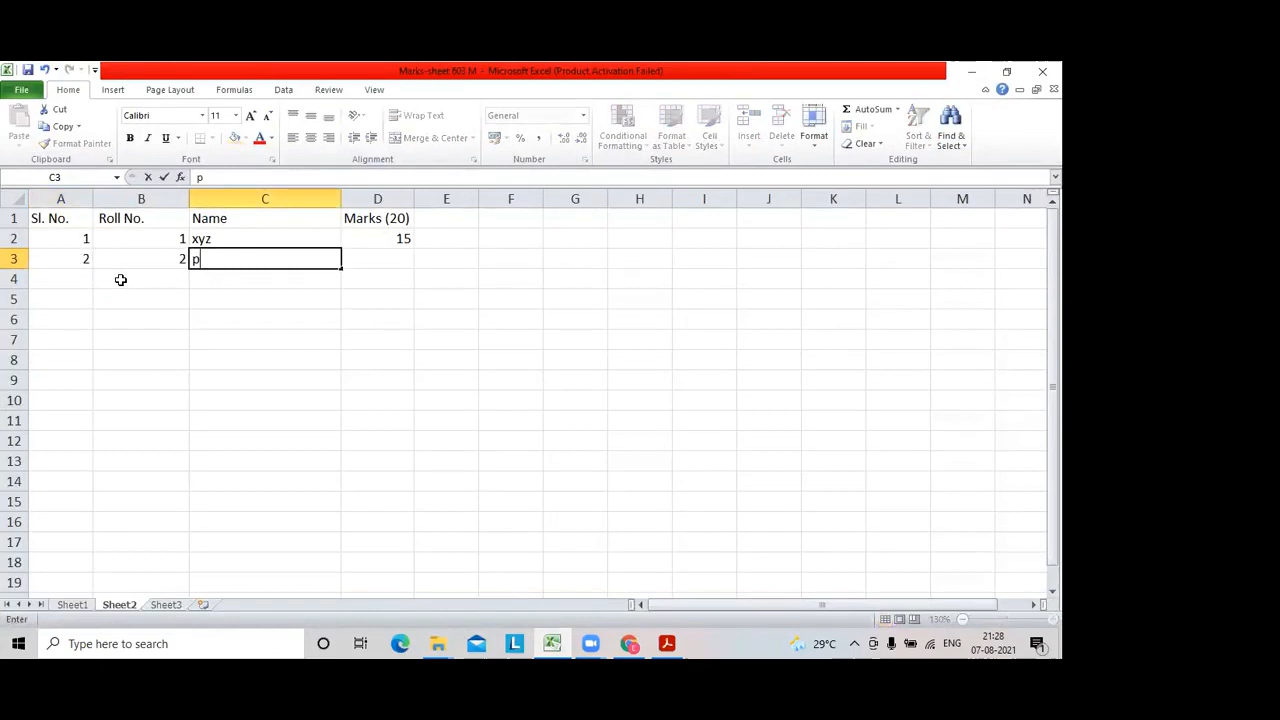 Marks-sheet 603 M - Microsoft Excel (Product Activation Failed)
File Home Insert Page Layout Formulas Data Review View
Paste Cut Calibri 11 Wrap Text General Conditional Formatting Format as Table Cell Styles Insert Delete Format AutoSum Sort & Filter Find & Select
Copy Fill
Format Painter B I U Merge & Center % , Clear
Clipboard Font Alignment Number Styles Cells Editing
C3 fx p
A B C D E F G H I J K L M N
1 Sl. No. Roll No. Name Marks (20)
2 1 1 xyz 15
3 2 2 p
4
5
6
7
8
9
10
11
12
13
14
15
16
17
18
19
Sheet1 Sheet2 Sheet3
Enter 130%
Type here to search 29°C ENG 21:28
07-08-2021